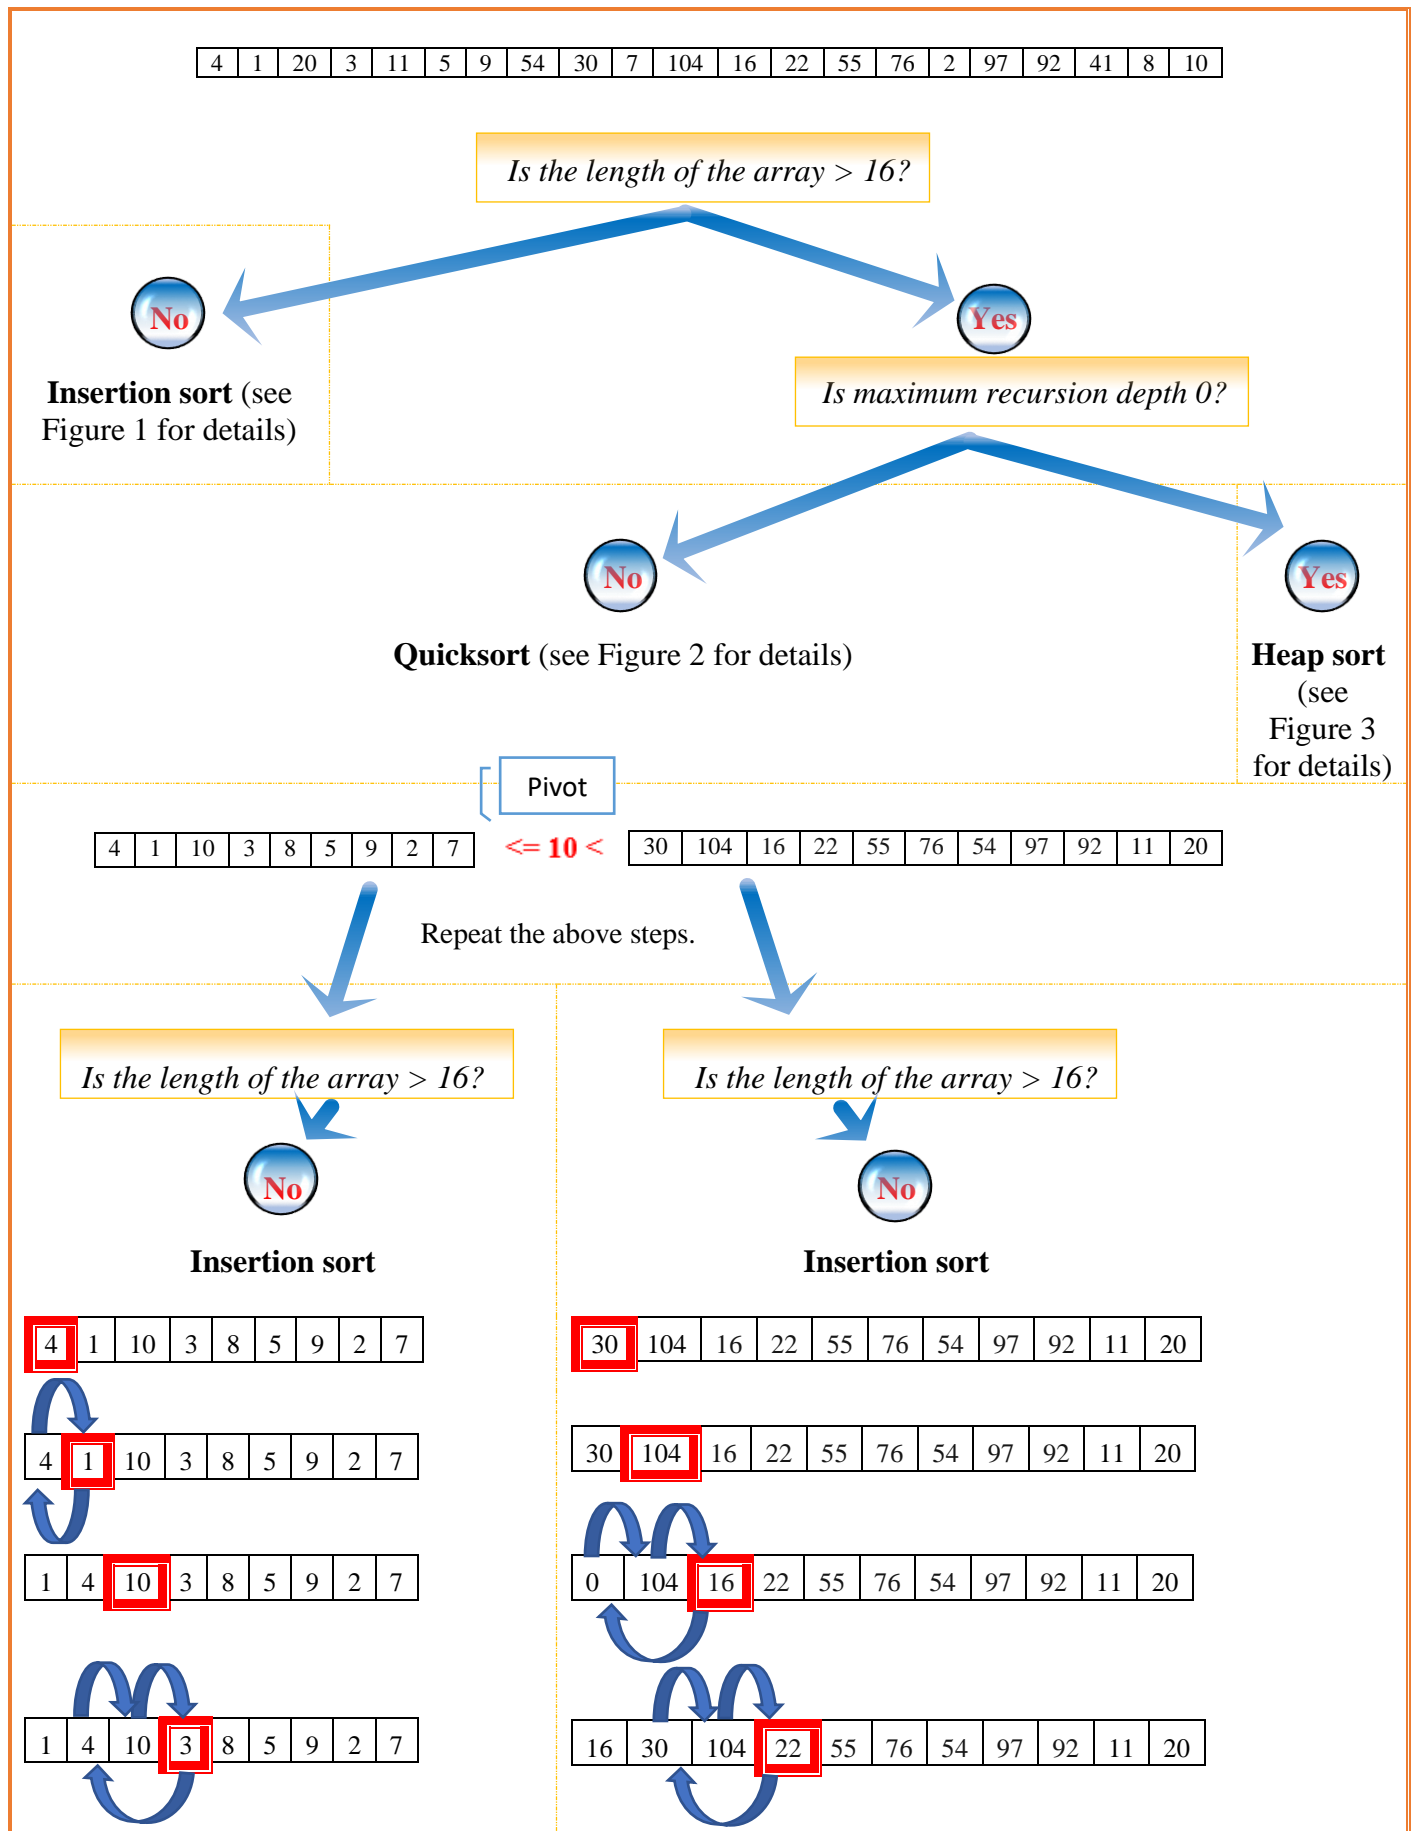 4 1 20 3 11 5 9 54 30 7 104 16 22 55 76 2 97 92 41 8 10
Is the length of the array > 16?
No
Yes
Insertion sort (see
Figure 1 for details)
Is maximum recursion depth 0?
No
Yes
Quicksort (see Figure 2 for details)
Heap sort
(see
Figure 3
for details)
Pivot
4 1 10 3 8 5 9 2 7 <= 10 < 30 104 16 22 55 76 54 97 92 11 20
Repeat the above steps.
Is the length of the array > 16?
No
Insertion sort
4 1 10 3 8 5 9 2 7
4 1 10 3 8 5 9 2 7
1 4 10 3 8 5 9 2 7
1 4 10 3 8 5 9 2 7
Is the length of the array > 16?
No
Insertion sort
30 104 16 22 55 76 54 97 92 11 20
30 104 16 22 55 76 54 97 92 11 20
0 104 16 22 55 76 54 97 92 11 20
16 30 104 22 55 76 54 97 92 11 20